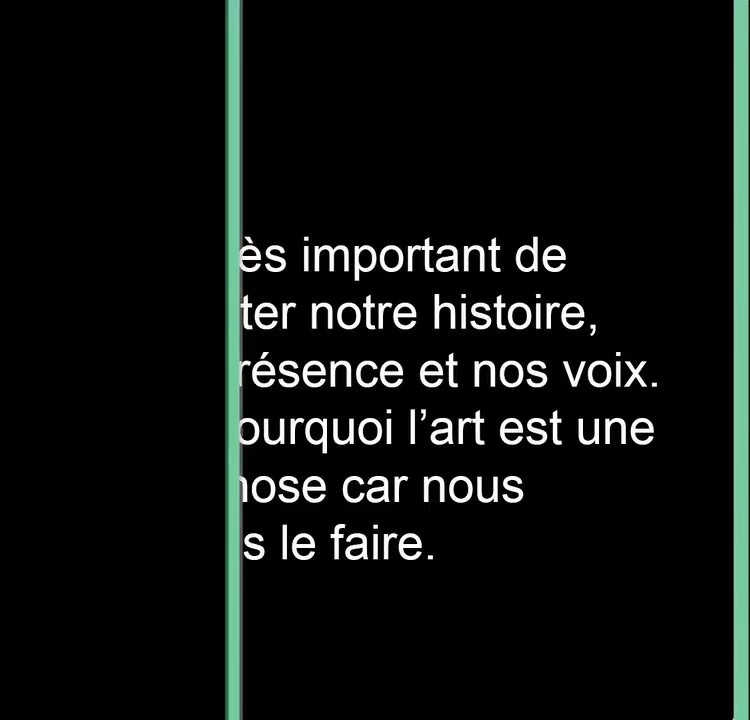 ès important de
ter notre histoire,
résence et nos voix.
ourquoi l’art est une
hose car nous
s le faire.